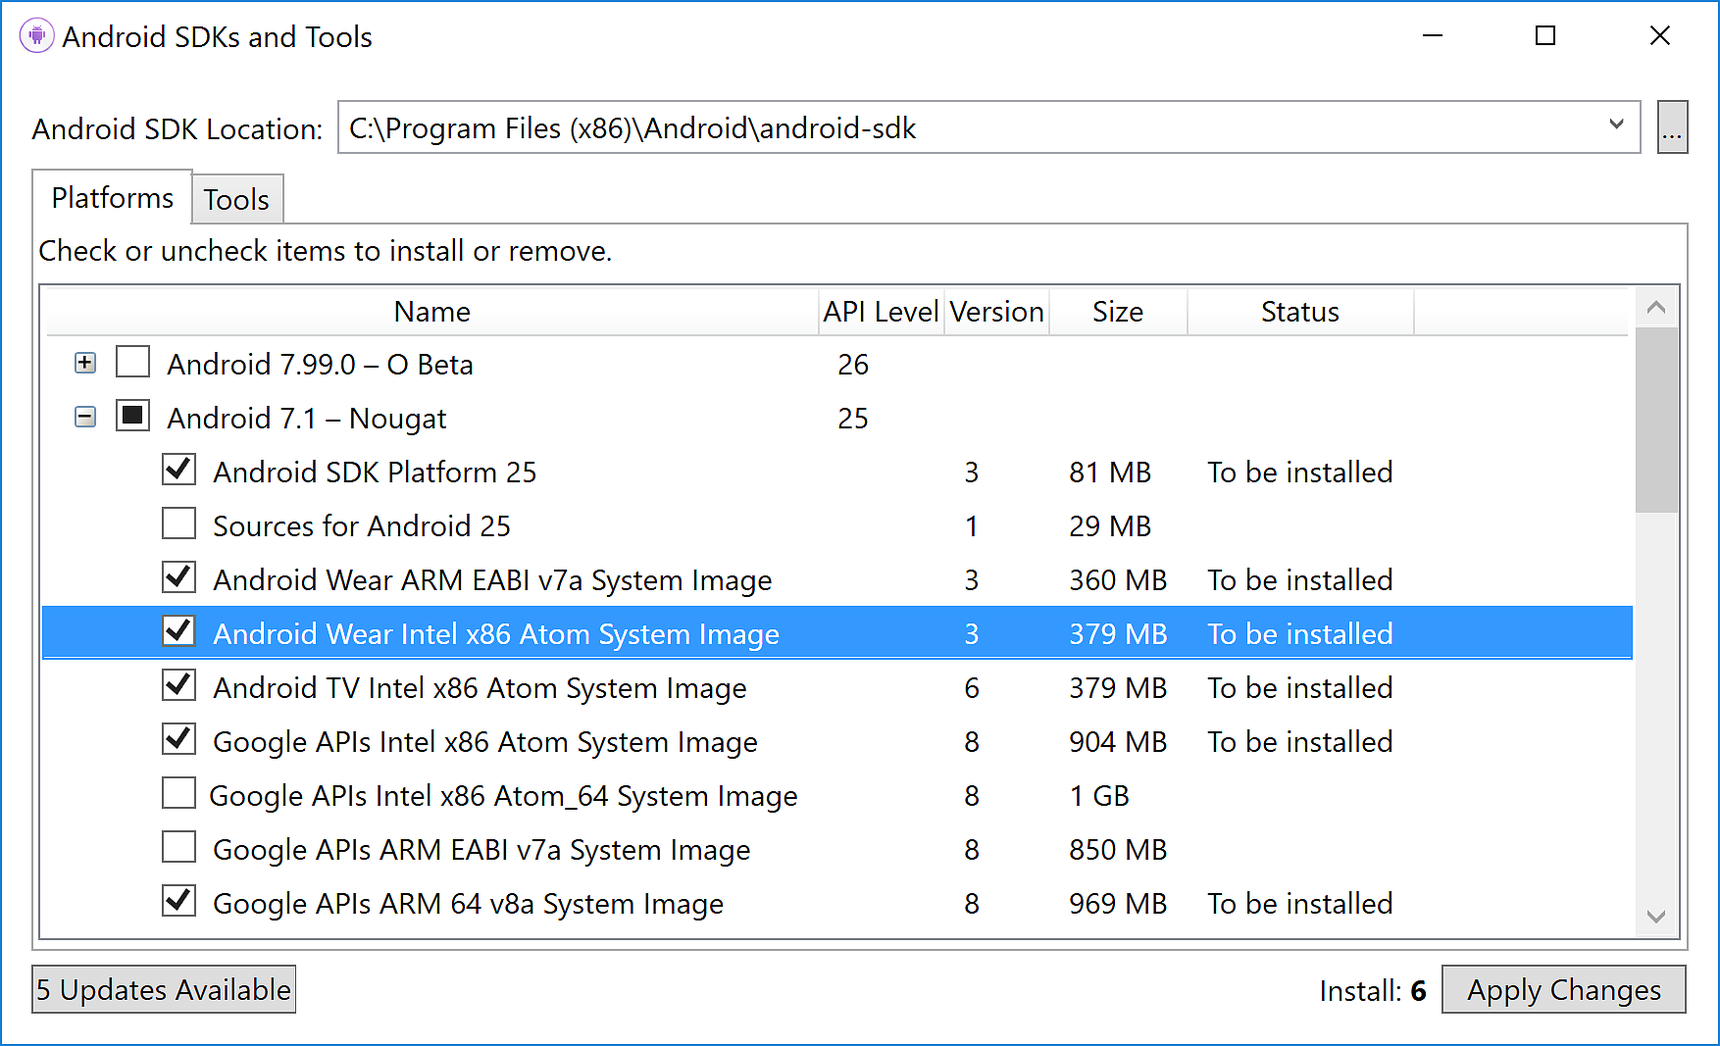 Android SDKs and Tools
Android SDK Location: C:\Program Files (x86)\Android\android-sdk ...
Platforms Tools
Check or uncheck items to install or remove.
Name API Level Version Size Status
Android 7.99.0 – O Beta 26
Android 7.1 – Nougat 25
Android SDK Platform 25 3 81 MB To be installed
Sources for Android 25 1 29 MB
Android Wear ARM EABI v7a System Image 3 360 MB To be installed
Android Wear Intel x86 Atom System Image 3 379 MB To be installed
Android TV Intel x86 Atom System Image 6 379 MB To be installed
Google APIs Intel x86 Atom System Image 8 904 MB To be installed
Google APIs Intel x86 Atom_64 System Image 8 1 GB
Google APIs ARM EABI v7a System Image 8 850 MB
Google APIs ARM 64 v8a System Image 8 969 MB To be installed
5 Updates Available Install: 6 Apply Changes